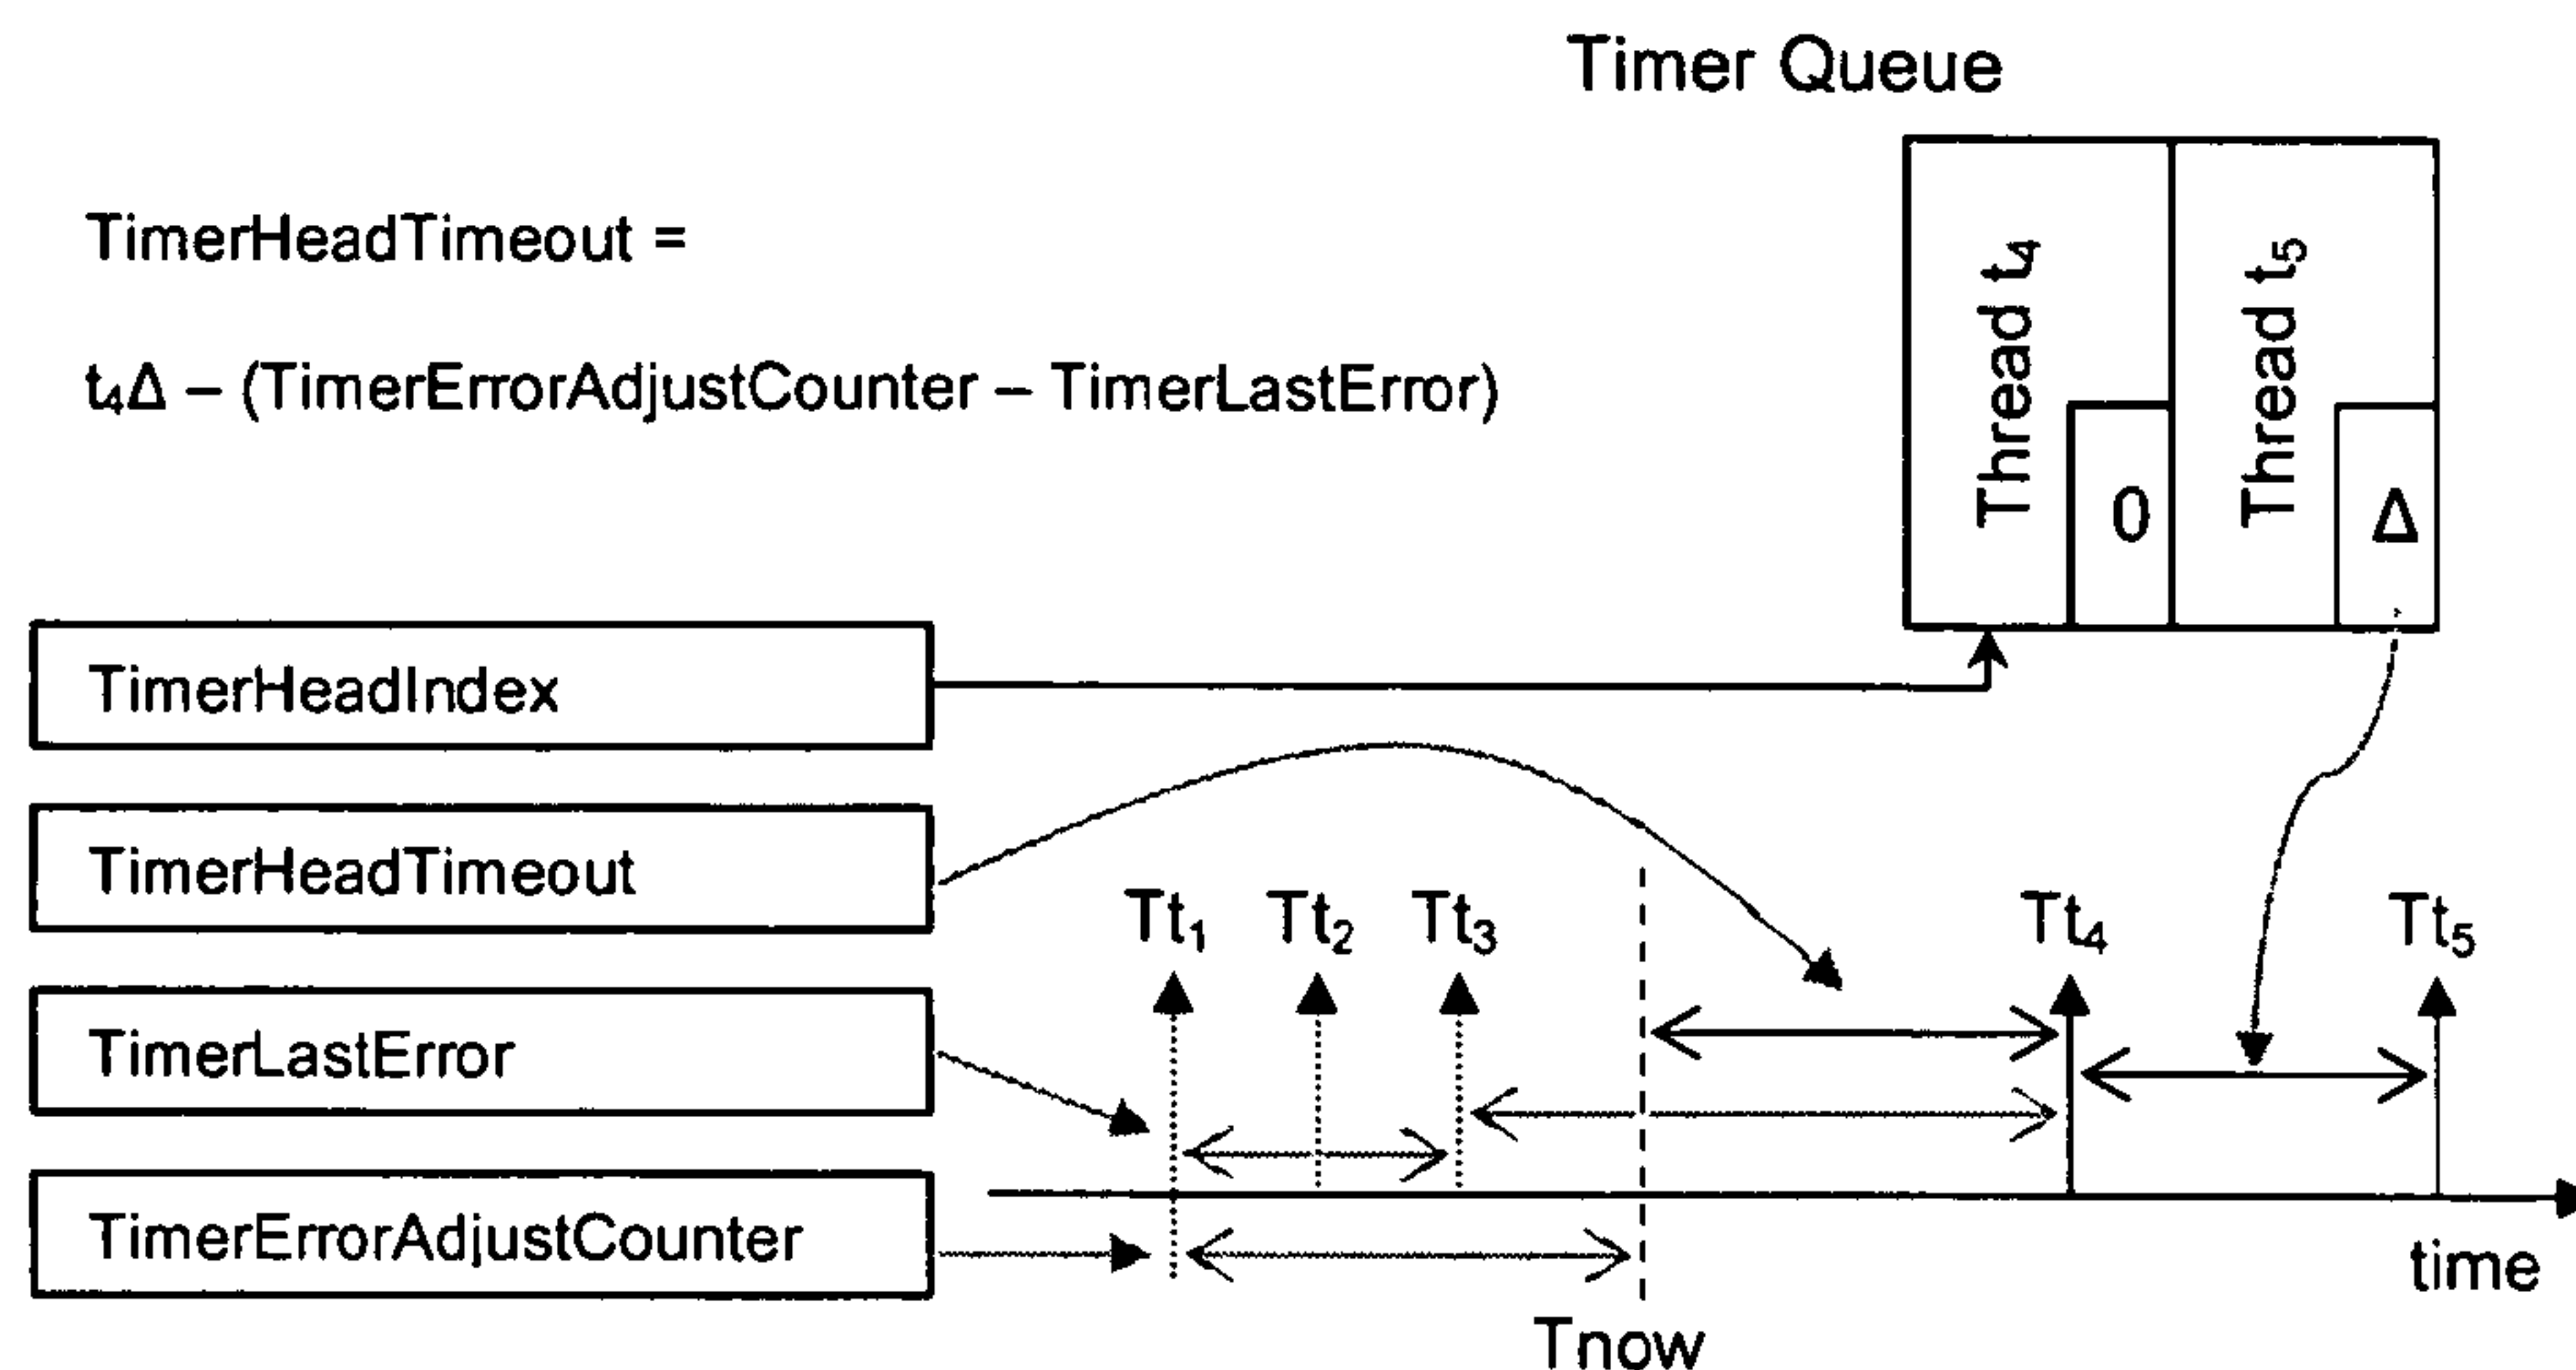 Timer Queue
TimerHeadTimeout =
t₄Δ – (TimerErrorAdjustCounter – TimerLastError)
Thread t₄
0
Thread t₅
Δ
TimerHeadIndex
TimerHeadTimeout
TimerLastError
TimerErrorAdjustCounter
Tt₁
Tt₂
Tt₃
Tt₄
Tt₅
time
Tnow